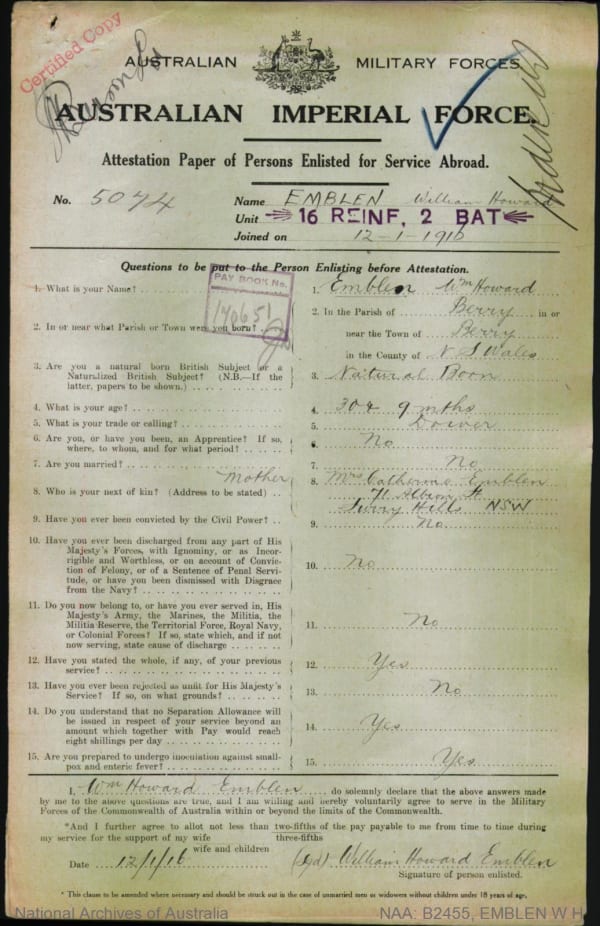 Certified Copy
AUSTRALIAN MILITARY FORCES.
AUSTRALIAN IMPERIAL FORCE.
Attestation Paper of Persons Enlisted for Service Abroad.
No. 5074 Name EMBLEN William Howard
Unit 16 REINF, 2 BAT
Joined on 12-1-1916
Questions to be put to the Person Enlisting before Attestation.
PAY BOOK No.
170651
1. What is your Name? 1. Emblen Wm Howard
2. In or near what Parish or Town were you born? 2. In the Parish of Berry in or
near the Town of Berry
in the County of N S Wales
3. Are you a natural born British Subject or a
Naturalized British Subject? (N.B.—If the
latter, papers to be shown.) 3. Natural Born
4. What is your age? 4. 30 & 9 mths
5. What is your trade or calling? 5.
6. Are you, or have you been, an Apprentice? If so,
where, to whom, and for what period? 6. No
7. Are you married? 7. No
Mother
8. Who is your next of kin? (Address to be stated) 8. Mrs Catherine Emblen
71 Albion St
Surry Hills NSW
9. Have you ever been convicted by the Civil Power? 9. No
10. Have you ever been discharged from any part of His
Majesty's Forces, with Ignominy, or as Incor-
rigible and Worthless, or on account of Convic-
tion of Felony, or of a Sentence of Penal Servi-
tude, or have you been dismissed with Disgrace
from the Navy? 10. No
11. Do you now belong to, or have you ever served in, His
Majesty's Army, the Marines, the Militia, the
Militia Reserve, the Territorial Force, Royal Navy,
or Colonial Forces? If so, state which, and if not
now serving, state cause of discharge 11. No
12. Have you stated the whole, if any, of your previous
service? 12. Yes
13. Have you ever been rejected as unfit for His Majesty's
Service? If so, on what grounds? 13. No
14. Do you understand that no Separation Allowance will
be issued in respect of your service beyond an
amount which together with Pay would reach
eight shillings per day 14. Yes
15. Are you prepared to undergo inoculation against small-
pox and enteric fever? 15. Yes
I, Wm Howard Emblen do solemnly declare that the above answers made
by me to the above questions are true, and I am willing and hereby voluntarily agree to serve in the Military
Forces of the Commonwealth of Australia within or beyond the limits of the Commonwealth.
*And I further agree to allot not less than two-fifths of the pay payable to me from time to time during
three-fifths
my service for the support of my wife
wife and children
Date 12/1/16 (sgd) William Howard Emblen
Signature of person enlisted.
* This clause to be amended where necessary and should be struck out in the case of unmarried men or widowers without children under 18 years of age.
National Archives of Australia NAA: B2455, EMBLEN W H